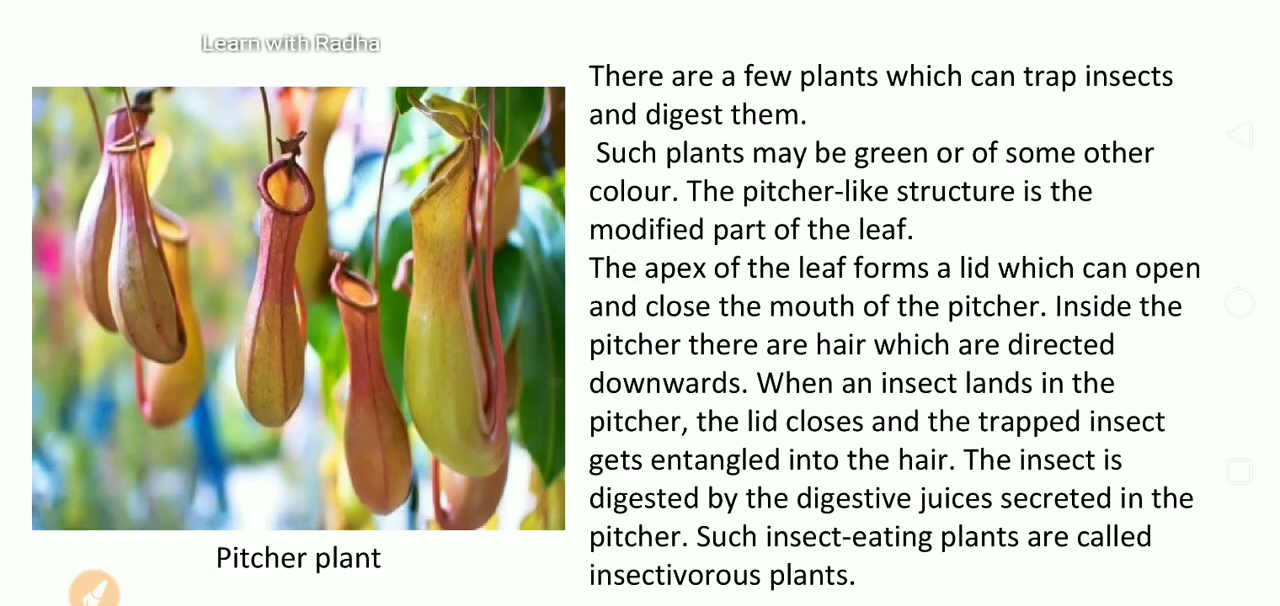 Learn with Radha
There are a few plants which can trap insects
and digest them.
Such plants may be green or of some other
colour. The pitcher-like structure is the
modified part of the leaf.
The apex of the leaf forms a lid which can open
and close the mouth of the pitcher. Inside the
pitcher there are hair which are directed
downwards. When an insect lands in the
pitcher, the lid closes and the trapped insect
gets entangled into the hair. The insect is
digested by the digestive juices secreted in the
pitcher. Such insect-eating plants are called
insectivorous plants.
Pitcher plant